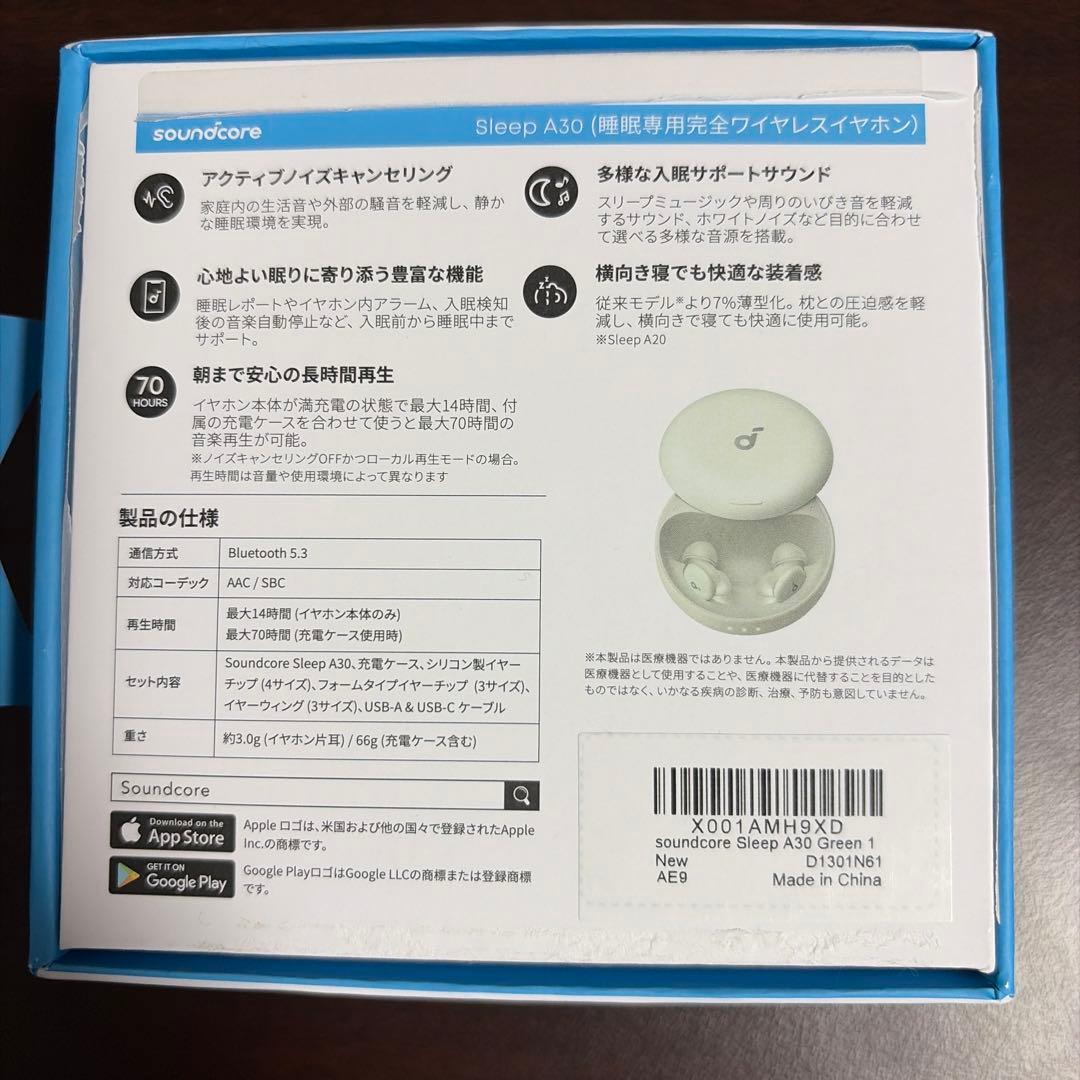 soundcore
Sleep A30 (睡眠専用完全ワイヤレスイヤホン)
アクティブノイズキャンセリング
家庭内の生活音や外部の騒音を軽減し、静か
な睡眠環境を実現。
多様な入眠サポートサウンド
スリープミュージックや周りのいびき音を軽減
するサウンド、ホワイトノイズなど目的に合わせ
て選べる多様な音源を搭載。
心地よい眠りに寄り添う豊富な機能
睡眠レポートやイヤホン内アラーム、入眠検知
後の音楽自動停止など、入眠前から睡眠中まで
サポート。
横向き寝でも快適な装着感
従来モデル※より7%薄型化。枕との圧迫感を軽
減し、横向きで寝ても快適に使用可能。
※Sleep A20
70
HOURS
朝まで安心の長時間再生
イヤホン本体が満充電の状態で最大14時間、付
属の充電ケースを合わせて使うと最大70時間の
音楽再生が可能。
※ノイズキャンセリングOFFかつローカル再生モードの場合。
再生時間は音量や使用環境によって異なります
製品の仕様
通信方式 Bluetooth 5.3
対応コーデック AAC / SBC
再生時間 最大14時間 (イヤホン本体のみ)
最大70時間 (充電ケース使用時)
セット内容 Soundcore Sleep A30、充電ケース、シリコン製イヤー
チップ (4サイズ)、フォームタイプイヤーチップ (3サイズ)、
イヤーウィング (3サイズ)、USB-A & USB-C ケーブル
重さ 約3.0g (イヤホン片耳) / 66g (充電ケース含む)
※本製品は医療機器ではありません。本製品から提供されるデータは
医療機器として使用することや、医療機器に代替することを目的とした
ものではなく、いかなる疾病の診断、治療、予防も意図していません。
Soundcore
Download on the
App Store
Apple ロゴは、米国および他の国々で登録されたApple
Inc.の商標です。
GET IT ON
Google Play
Google PlayロゴはGoogle LLCの商標または登録商標
です。
X001AMH9XD
soundcore Sleep A30 Green 1
New D1301N61
AE9 Made in China